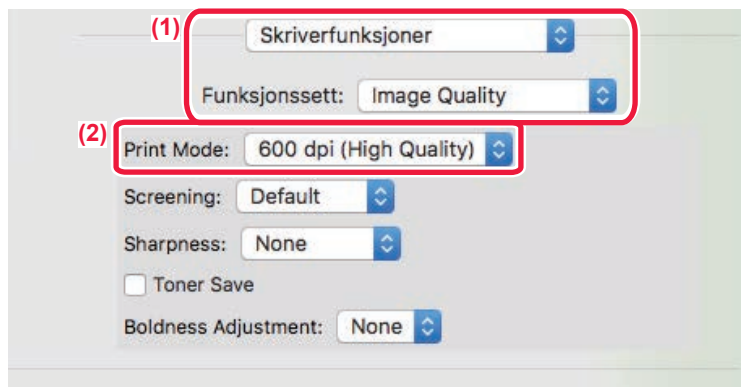 (1) Skriverfunksjoner
Funksjonssett: Image Quality
(2) Print Mode: 600 dpi (High Quality)
Screening: Default
Sharpness: None
Toner Save
Boldness Adjustment: None